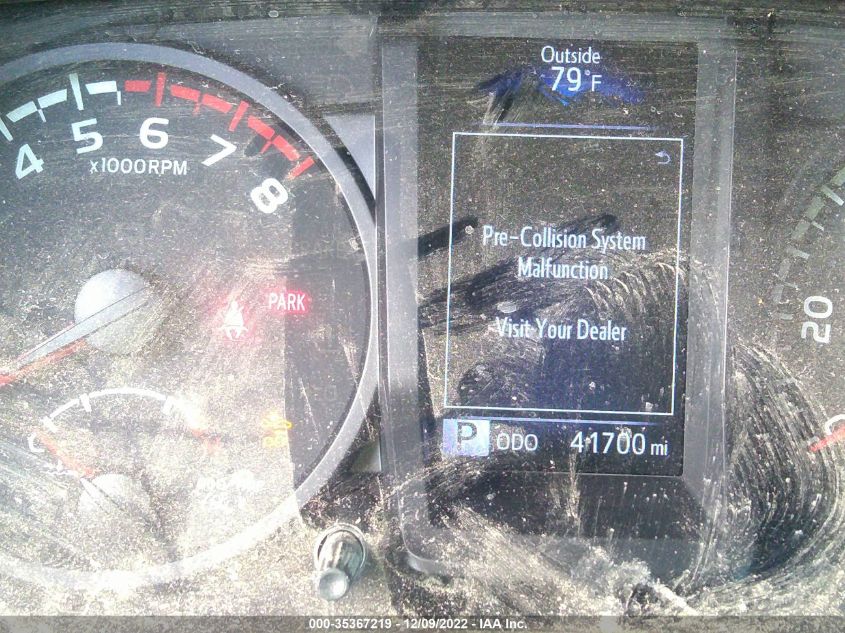 Outside
79°F
4 5 6 7 8
x1000RPM
Pre-Collision System
Malfunction
Visit Your Dealer
PARK
P ODO 41700 mi
20
0
C
000-35367219 - 12/09/2022 - IAA Inc.